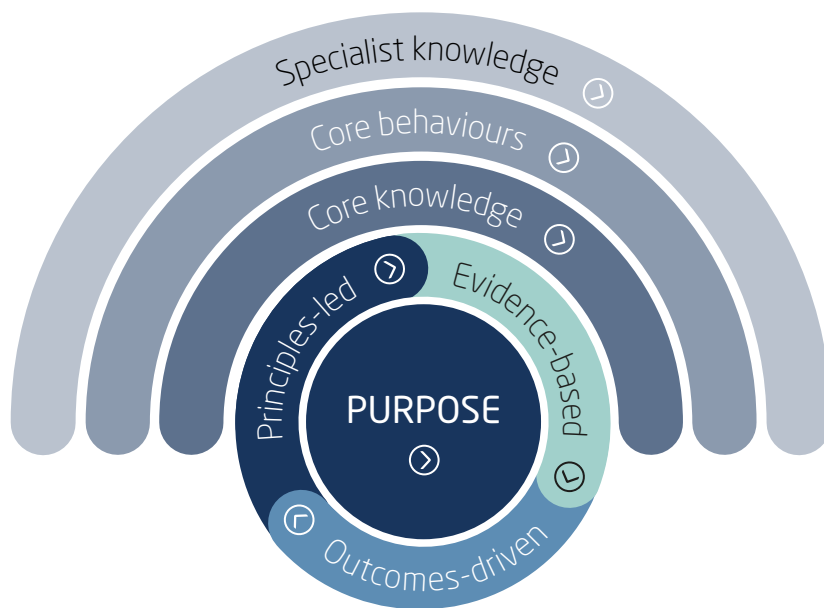 Specialist knowledge
Core behaviours
Core knowledge
Principles-led
Evidence-based
PURPOSE
Outcomes-driven